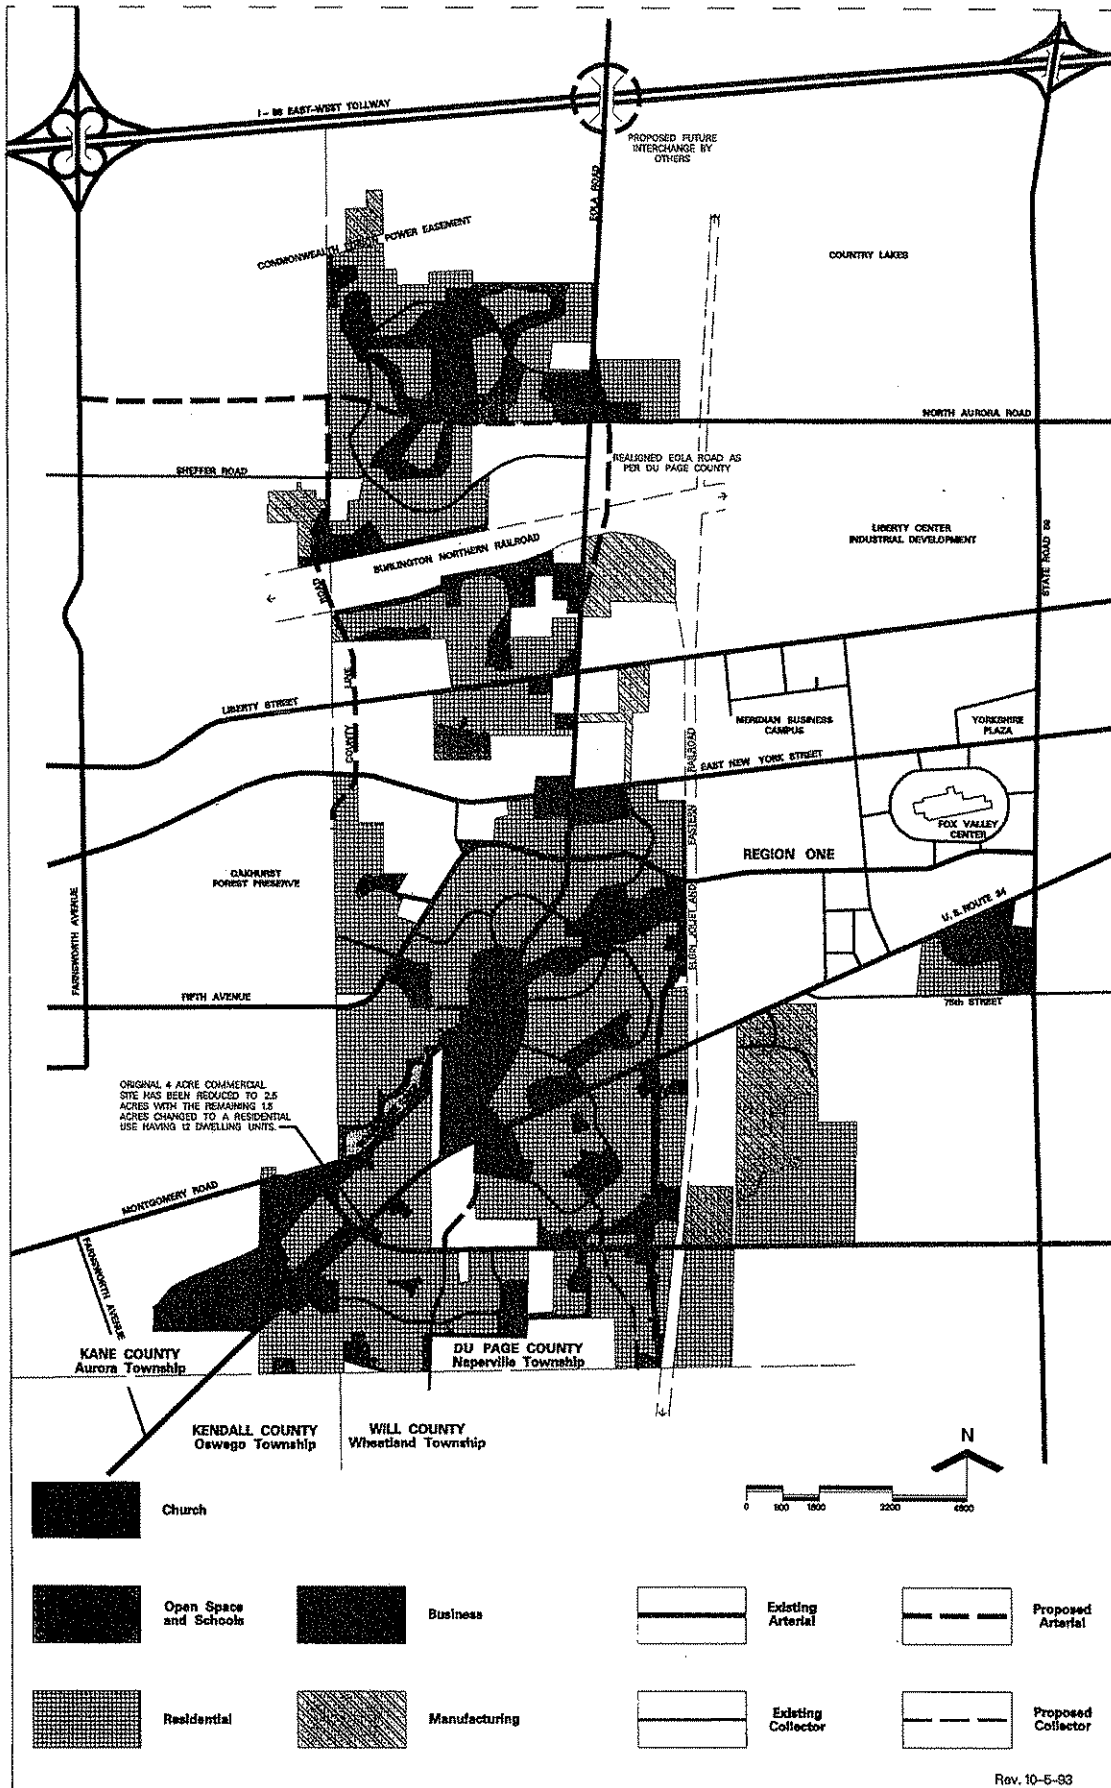 I-88 EAST-WEST TOLLWAY
PROPOSED FUTURE
INTERCHANGE BY
OTHERS
EOLA ROAD
COMMONWEALTH EDISON POWER EASEMENT
COUNTRY LAKES
NORTH AURORA ROAD
SHEFFER ROAD
REALIGNED EOLA ROAD AS
PER DU PAGE COUNTY
BURLINGTON NORTHERN RAILROAD
LIBERTY CENTER
INDUSTRIAL DEVELOPMENT
STATE ROAD 59
COUNTY LINE ROAD
LIBERTY STREET
MERIDIAN BUSINESS
CAMPUS
YORKSHIRE
PLAZA
EAST NEW YORK STREET
FOX VALLEY
CENTER
ELGIN JOLIET AND EASTERN RAILROAD
REGION ONE
OAKHURST
FOREST PRESERVE
FARNSWORTH AVENUE
U. S. ROUTE 34
FIFTH AVENUE
75th STREET
ORIGINAL 4 ACRE COMMERCIAL
SITE HAS BEEN REDUCED TO 2.5
ACRES WITH THE REMAINING 1.5
ACRES CHANGED TO A RESIDENTIAL
USE HAVING 12 DWELLING UNITS.
MONTGOMERY ROAD
FARNSWORTH AVENUE
KANE COUNTY
Aurora Township
DU PAGE COUNTY
Naperville Township
KENDALL COUNTY
Oswego Township
WILL COUNTY
Wheatland Township
N
0 800 1600 3200 4800
Church
Open Space
and Schools
Business
Existing
Arterial
Proposed
Arterial
Residential
Manufacturing
Existing
Collector
Proposed
Collector
Rev. 10-5-93